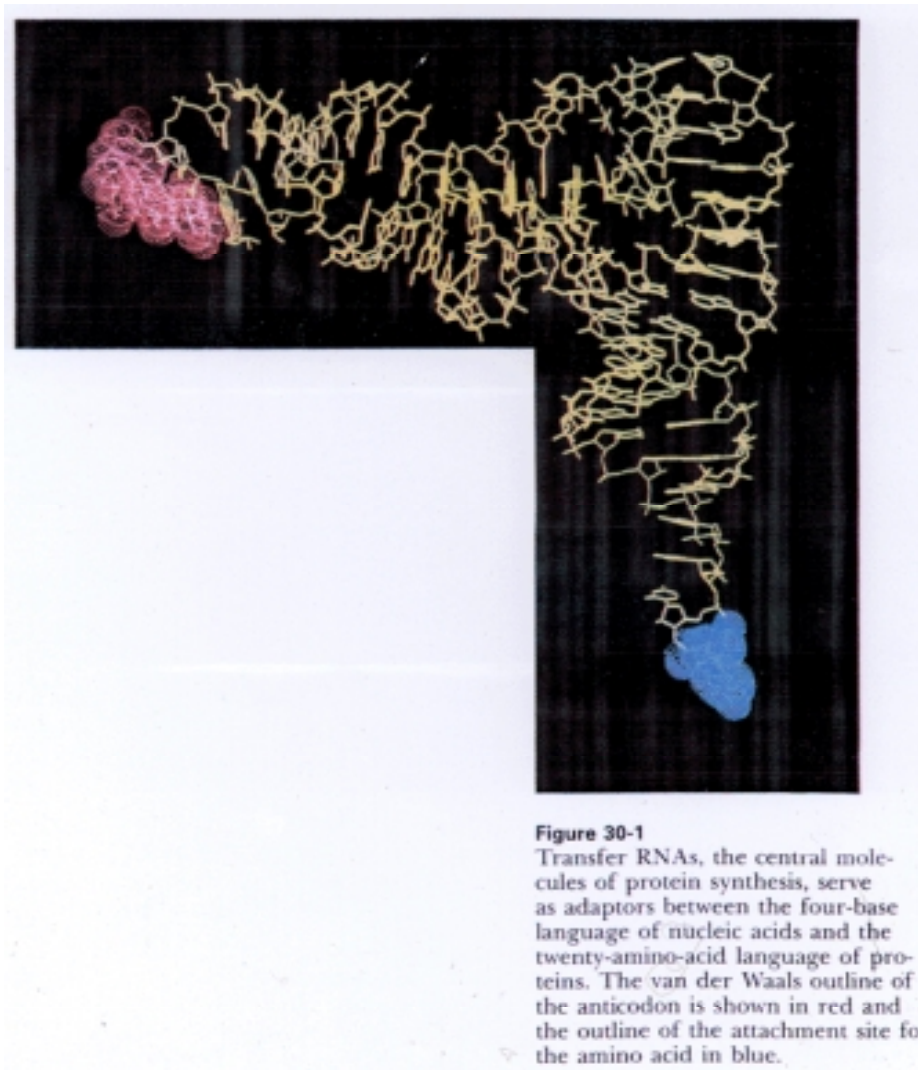 Figure 30-1
Transfer RNAs, the central mole-
cules of protein synthesis, serve
as adaptors between the four-base
language of nucleic acids and the
twenty-amino-acid language of pro-
teins. The van der Waals outline of
the anticodon is shown in red and
the outline of the attachment site fo
the amino acid in blue.